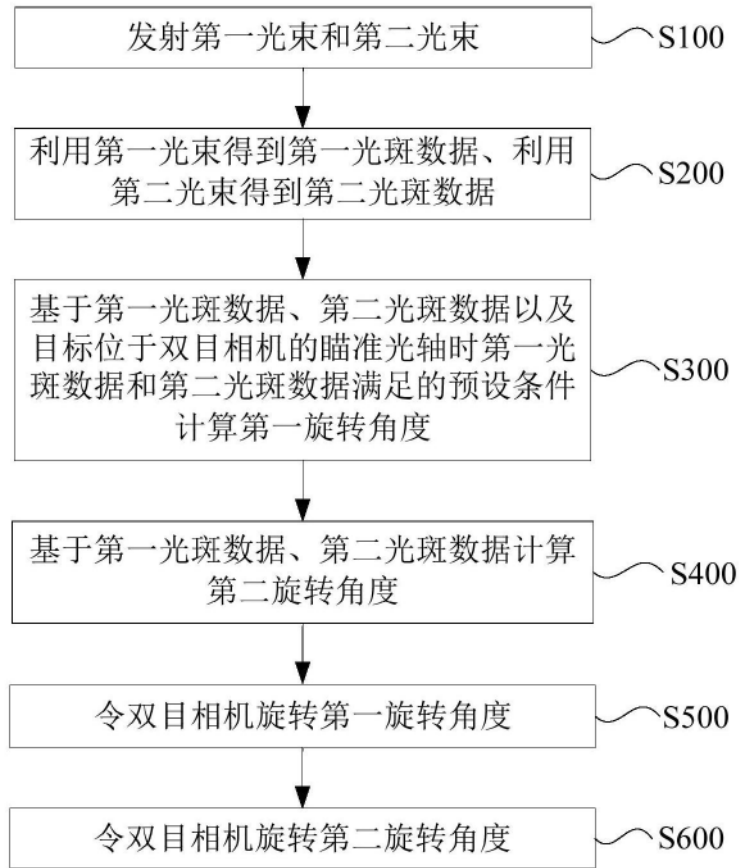 发射第一光束和第二光束
S100
利用第一光束得到第一光斑数据、利用
第二光束得到第二光斑数据
S200
基于第一光斑数据、第二光斑数据以及
目标位于双目相机的瞄准光轴时第一光
斑数据和第二光斑数据满足的预设条件
计算第一旋转角度
S300
基于第一光斑数据、第二光斑数据计算
第二旋转角度
S400
令双目相机旋转第一旋转角度
S500
令双目相机旋转第二旋转角度
S600